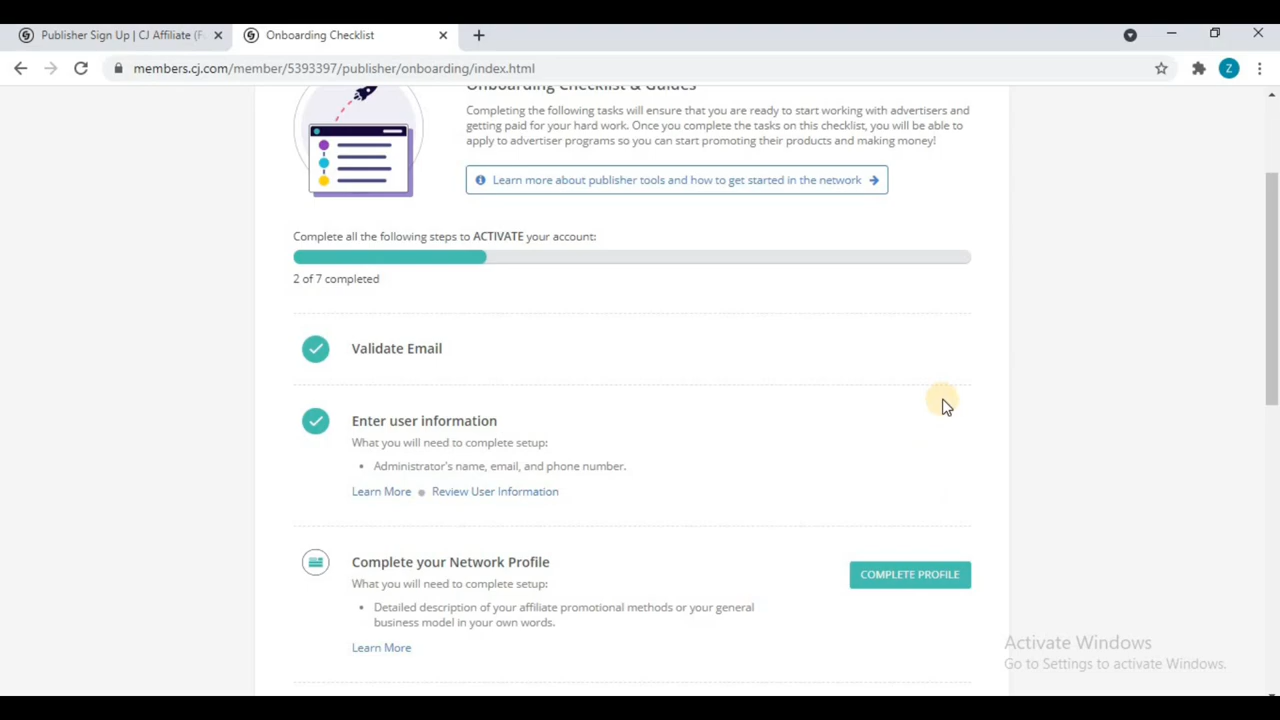 Publisher Sign Up | CJ Affiliate (F
Onboarding Checklist
members.cj.com/member/5393397/publisher/onboarding/index.html
Z
Onboarding Checklist & Guides
Completing the following tasks will ensure that you are ready to start working with advertisers and
getting paid for your hard work. Once you complete the tasks on this checklist, you will be able to
apply to advertiser programs so you can start promoting their products and making money!
Learn more about publisher tools and how to get started in the network
Complete all the following steps to ACTIVATE your account:
2 of 7 completed
Validate Email
Enter user information
What you will need to complete setup:
• Administrator's name, email, and phone number.
Learn More ● Review User Information
Complete your Network Profile
COMPLETE PROFILE
What you will need to complete setup:
• Detailed description of your affiliate promotional methods or your general
business model in your own words.
Learn More
Activate Windows
Go to Settings to activate Windows.